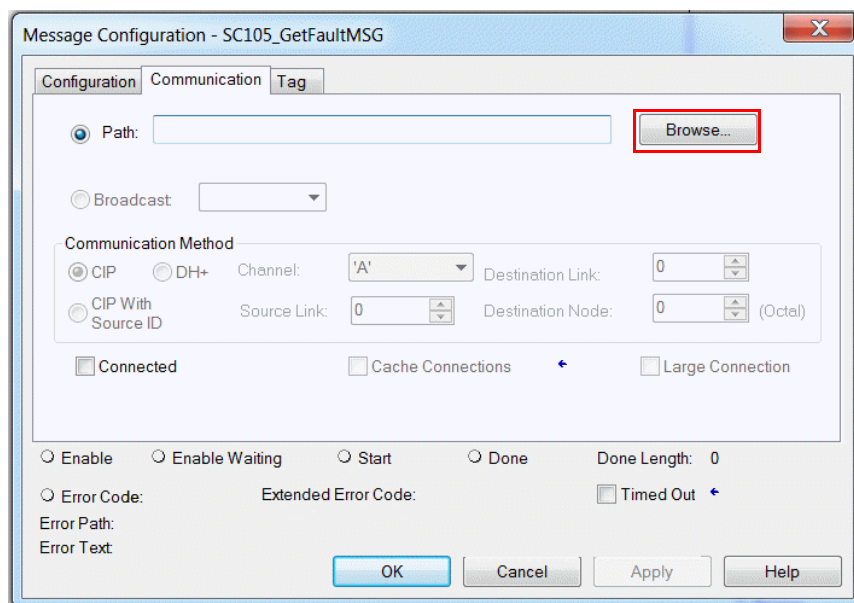 Message Configuration - SC105_GetFaultMSG
X
Configuration Communication Tag
Path: Browse...
Broadcast:
Communication Method
CIP DH+ Channel: 'A' Destination Link: 0
CIP With Source ID Source Link: 0 Destination Node: 0 (Octal)
Connected Cache Connections Large Connection
Enable Enable Waiting Start Done Done Length: 0
Error Code: Extended Error Code: Timed Out
Error Path:
Error Text:
OK Cancel Apply Help